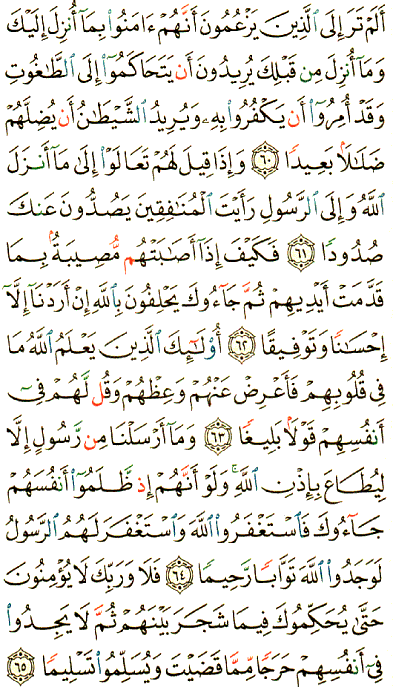 أَلَمْ تَرَ إِلَى ٱلَّذِينَ يَزْعُمُونَ أَنَّهُمْ ءَامَنُوا۟ بِمَآ أُنزِلَ إِلَيْكَ
وَمَآ أُنزِلَ مِن قَبْلِكَ يُرِيدُونَ أَن يَتَحَاكَمُوٓا۟ إِلَى ٱلطَّٰغُوتِ
وَقَدْ أُمِرُوٓا۟ أَن يَكْفُرُوا۟ بِهِۦ وَيُرِيدُ ٱلشَّيْطَٰنُ أَن يُضِلَّهُمْ
ضَلَٰلًۢا بَعِيدًا ٦٠ وَإِذَا قِيلَ لَهُمْ تَعَالَوْا۟ إِلَىٰ مَآ أَنزَلَ
ٱللَّهُ وَإِلَى ٱلرَّسُولِ رَأَيْتَ ٱلْمُنَٰفِقِينَ يَصُدُّونَ عَنكَ
صُدُودًا ٦١ فَكَيْفَ إِذَآ أَصَٰبَتْهُم مُّصِيبَةٌۢ بِمَا
قَدَّمَتْ أَيْدِيهِمْ ثُمَّ جَآءُوكَ يَحْلِفُونَ بِٱللَّهِ إِنْ أَرَدْنَآ إِلَّآ
إِحْسَٰنًا وَتَوْفِيقًا ٦٢ أُو۟لَٰٓئِكَ ٱلَّذِينَ يَعْلَمُ ٱللَّهُ مَا
فِى قُلُوبِهِمْ فَأَعْرِضْ عَنْهُمْ وَعِظْهُمْ وَقُل لَّهُمْ فِىٓ
أَنفُسِهِمْ قَوْلًۢا بَلِيغًا ٦٣ وَمَآ أَرْسَلْنَا مِن رَّسُولٍ إِلَّا
لِيُطَاعَ بِإِذْنِ ٱللَّهِ ۚ وَلَوْ أَنَّهُمْ إِذ ظَّلَمُوٓا۟ أَنفُسَهُمْ
جَآءُوكَ فَٱسْتَغْفَرُوا۟ ٱللَّهَ وَٱسْتَغْفَرَ لَهُمُ ٱلرَّسُولُ
لَوَجَدُوا۟ ٱللَّهَ تَوَّابًا رَّحِيمًا ٦٤ فَلَا وَرَبِّكَ لَا يُؤْمِنُونَ
حَتَّىٰ يُحَكِّمُوكَ فِيمَا شَجَرَ بَيْنَهُمْ ثُمَّ لَا يَجِدُوا۟
فِىٓ أَنفُسِهِمْ حَرَجًا مِّمَّا قَضَيْتَ وَيُسَلِّمُوا۟ تَسْلِيمًا ٦٥